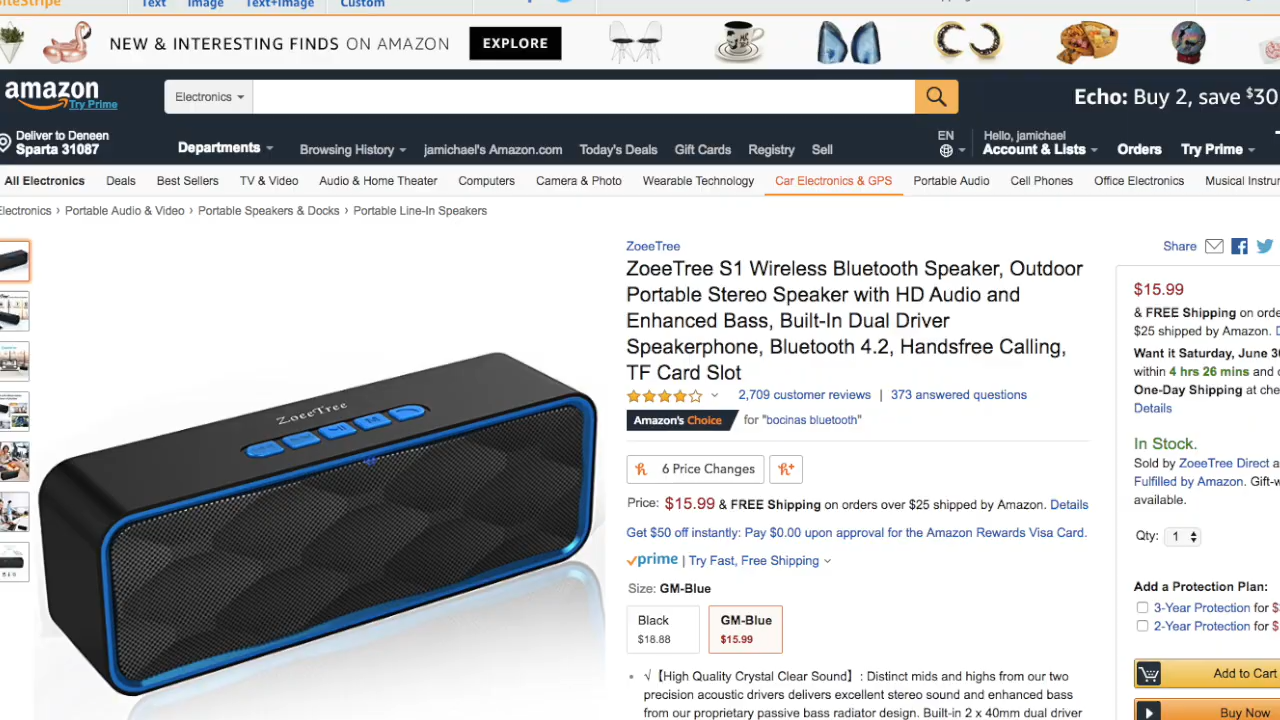 SiteStripe
Text Image Text+Image Custom
NEW & INTERESTING FINDS ON AMAZON EXPLORE
amazon
Try Prime
Electronics
Echo: Buy 2, save $30
Deliver to Deneen
Sparta 31087
Departments
Browsing History jamichael's Amazon.com Today's Deals Gift Cards Registry Sell
EN
Hello, jamichael
Account & Lists
Orders Try Prime
All Electronics Deals Best Sellers TV & Video Audio & Home Theater Computers Camera & Photo Wearable Technology Car Electronics & GPS Portable Audio Cell Phones Office Electronics Musical Instru
Electronics › Portable Audio & Video › Portable Speakers & Docks › Portable Line-In Speakers
ZoeeTree
ZoeeTree
ZoeeTree S1 Wireless Bluetooth Speaker, Outdoor
Portable Stereo Speaker with HD Audio and
Enhanced Bass, Built-In Dual Driver
Speakerphone, Bluetooth 4.2, Handsfree Calling,
TF Card Slot
2,709 customer reviews | 373 answered questions
Amazon's Choice for "bocinas bluetooth"
6 Price Changes
Price: $15.99 & FREE Shipping on orders over $25 shipped by Amazon. Details
Get $50 off instantly: Pay $0.00 upon approval for the Amazon Rewards Visa Card.
prime | Try Fast, Free Shipping
Size: GM-Blue
Black
$18.88
GM-Blue
$15.99
• √【High Quality Crystal Clear Sound】: Distinct mids and highs from our two
precision acoustic drivers delivers excellent stereo sound and enhanced bass
from our proprietary passive bass radiator design. Built-in 2 x 40mm dual driver
Share
$15.99
& FREE Shipping on orde
$25 shipped by Amazon. D
Want it Saturday, June 30
within 4 hrs 26 mins and c
One-Day Shipping at che
Details
In Stock.
Sold by ZoeeTree Direct a
Fulfilled by Amazon. Gift-w
available.
Qty: 1
Add a Protection Plan:
3-Year Protection for $
2-Year Protection for $
Add to Cart
Buy Now